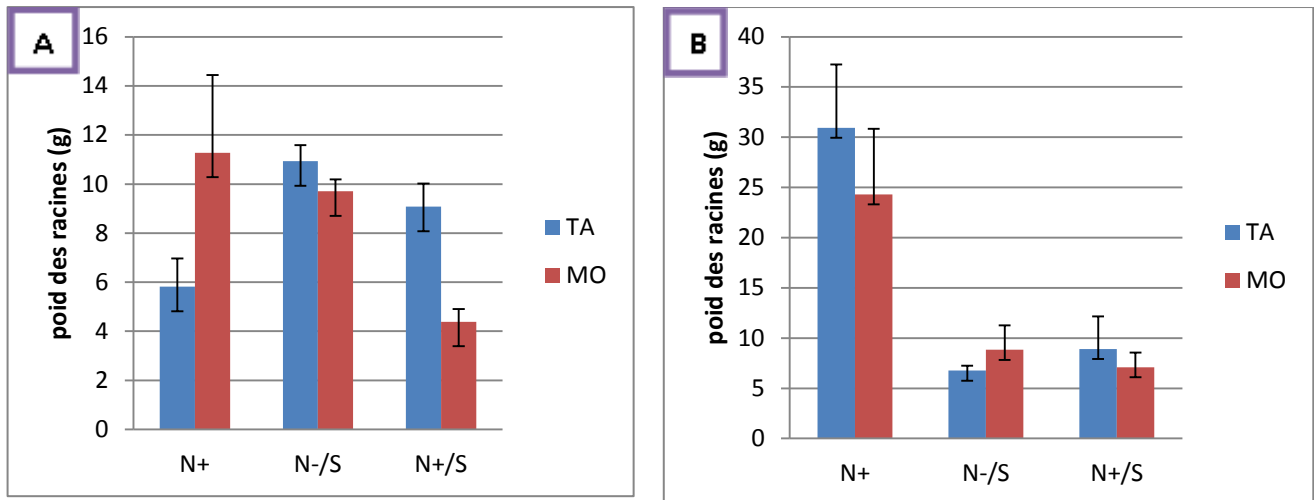 A
poid des racines (g)
16
14
12
10
8
6
4
2
0
N+ N-/S N+/S
TA
MO
B
poid des racines (g)
40
35
30
25
20
15
10
5
0
N+ N-/S N+/S
TA
MO